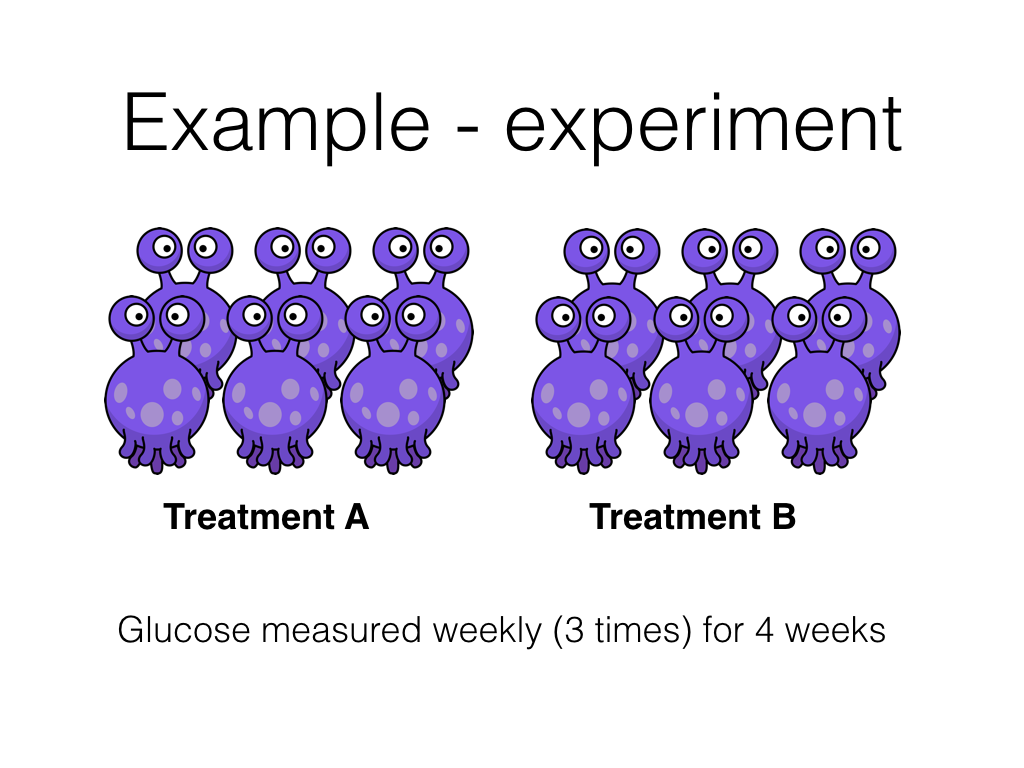 Example - experiment
Treatment A
Treatment B
Glucose measured weekly (3 times) for 4 weeks